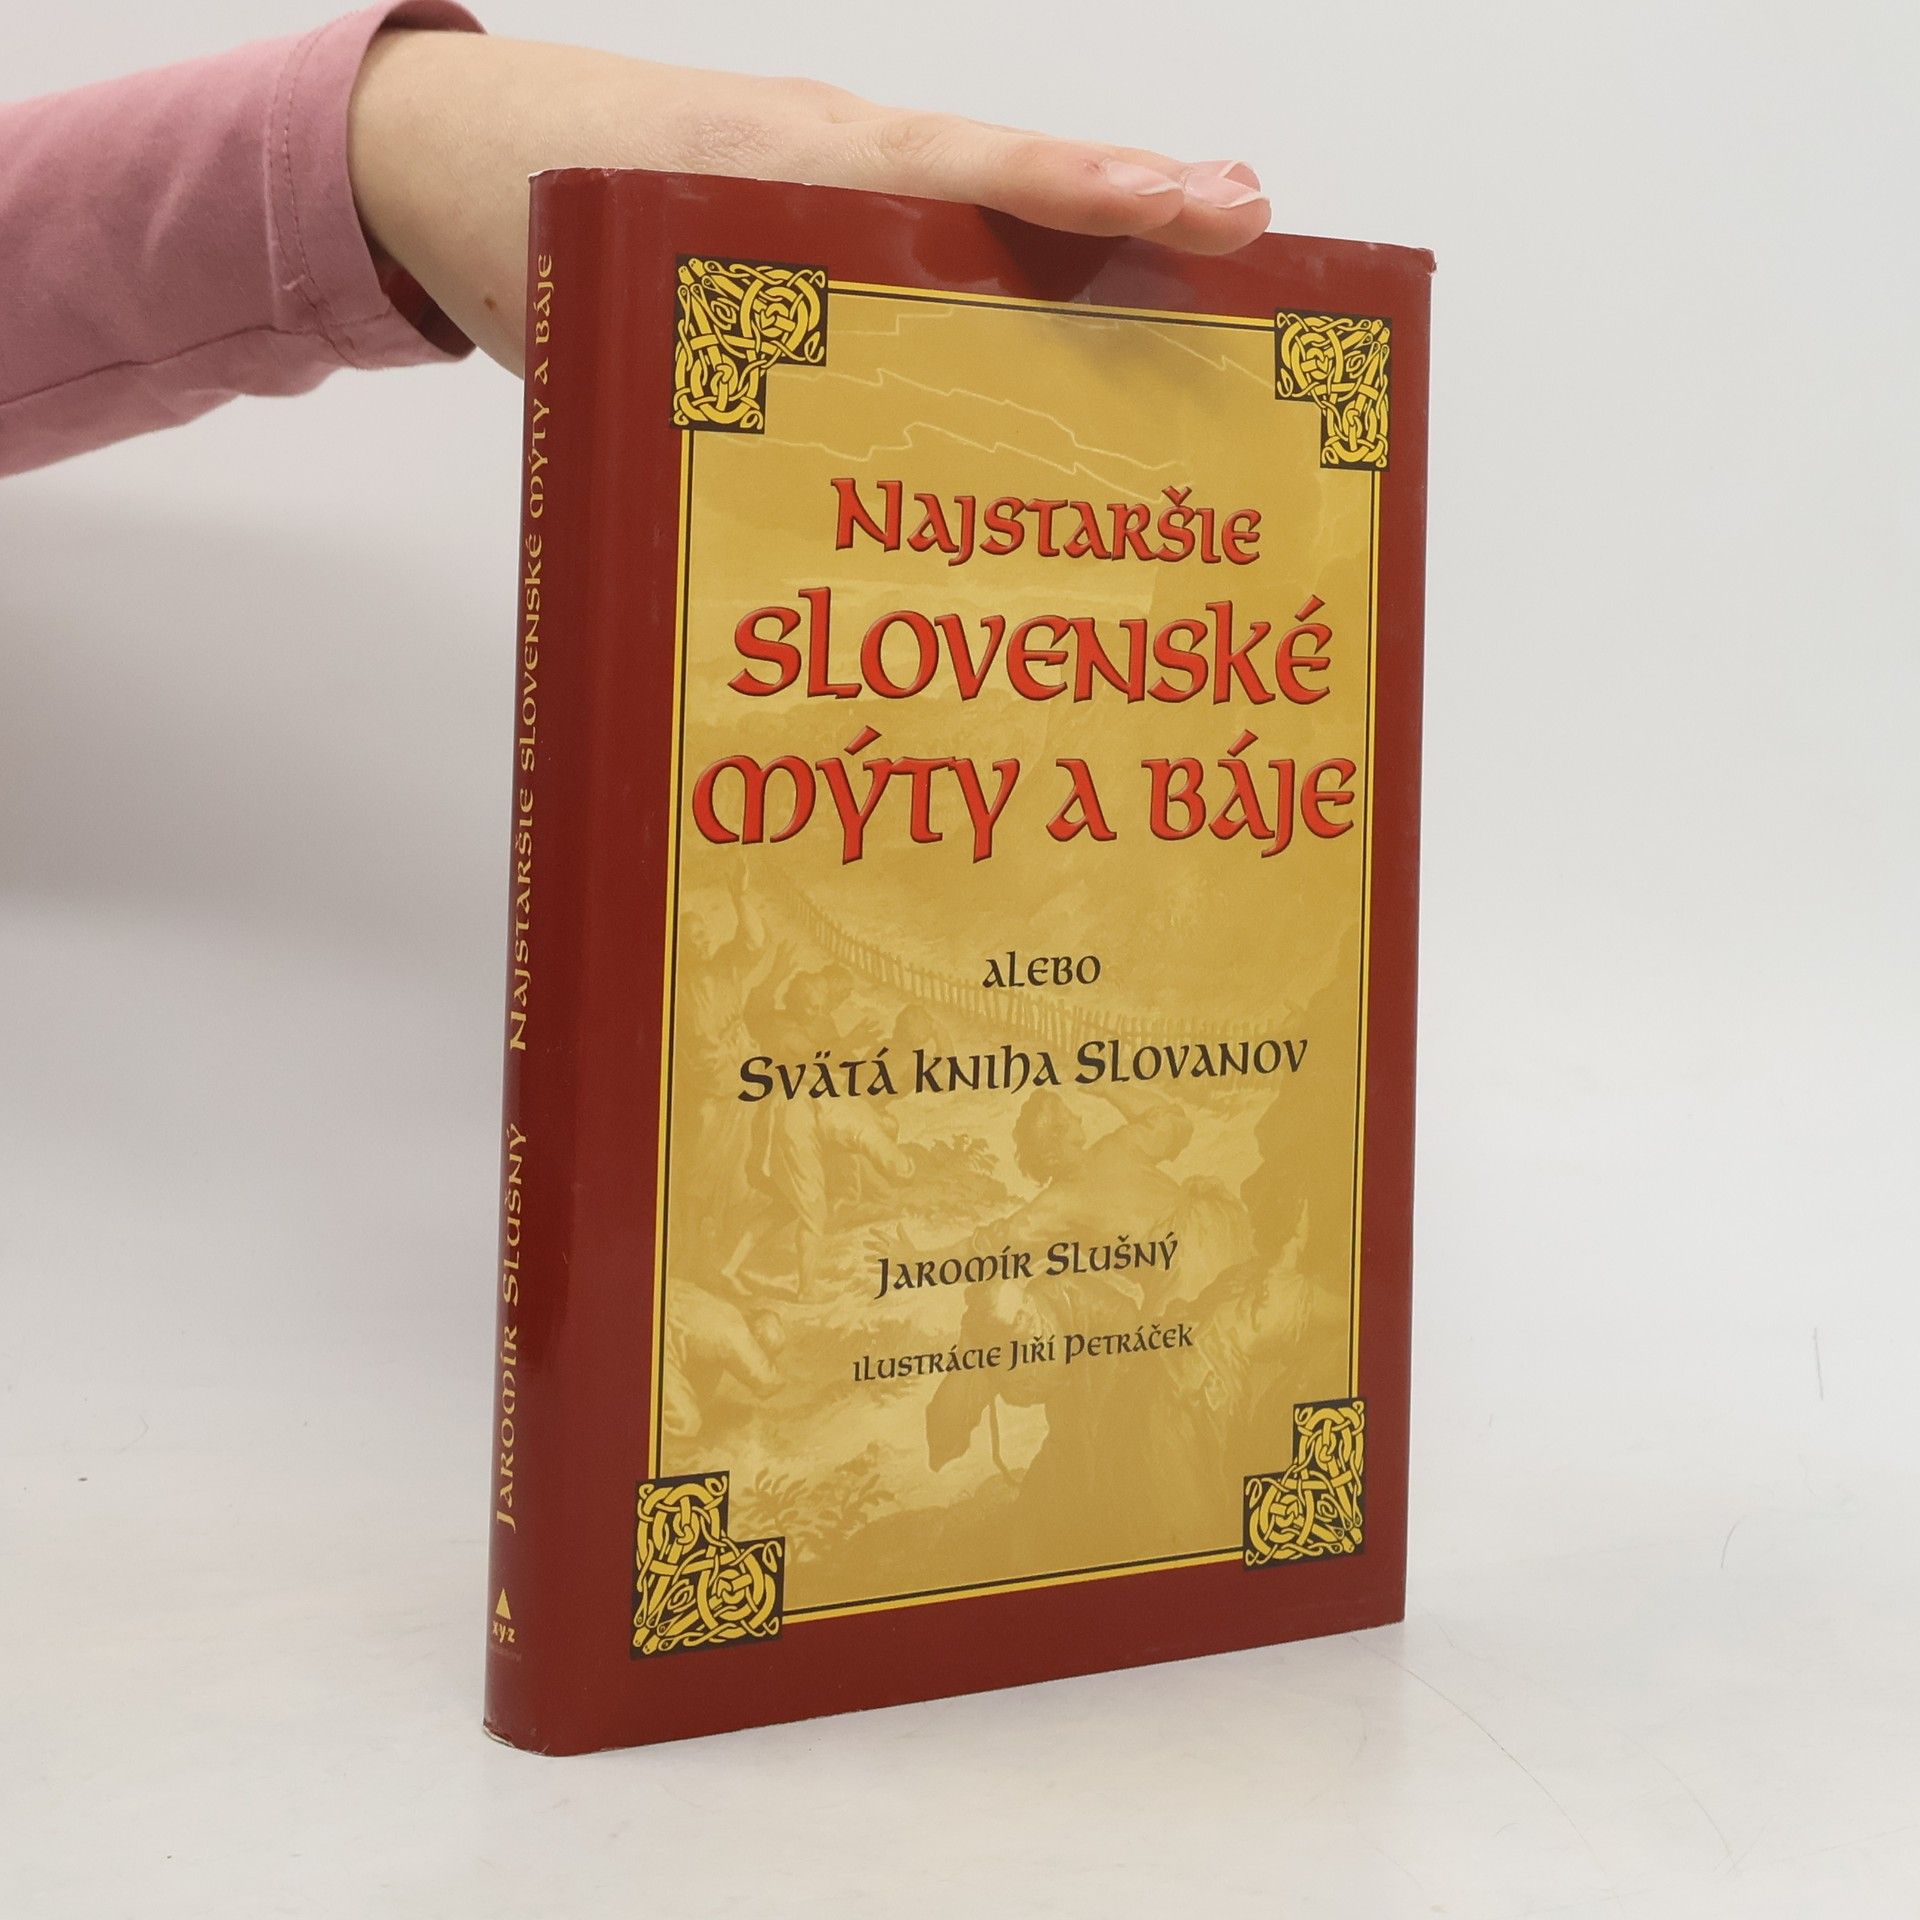 Najstaršie
slovenské
mýty a báje
alebo
Svätá kniha Slovanov
Jaromír Slušný
ilustrácie Jiří Petráček
Jaromír Slušný Najstaršie slovenské mýty a báje
x·y·z